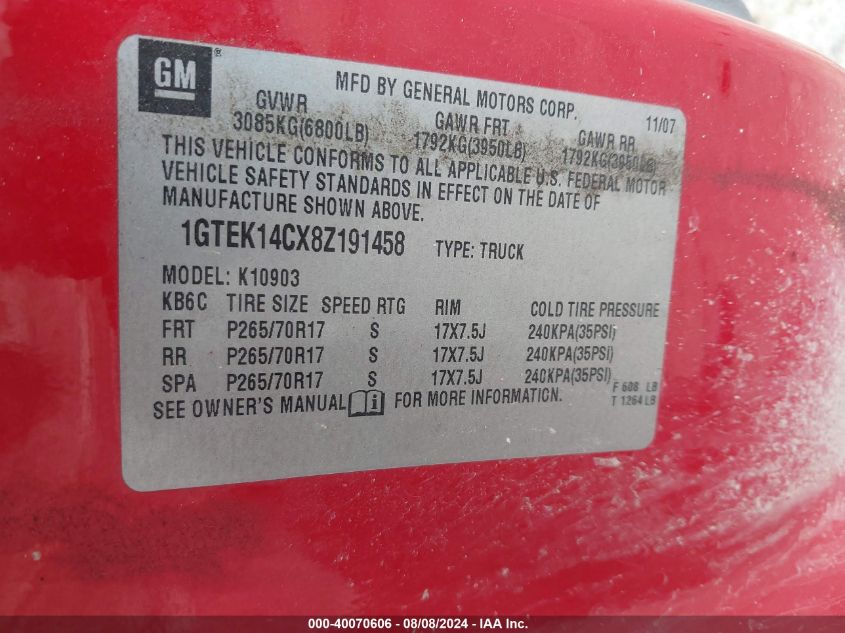 GM ®
MFD BY GENERAL MOTORS CORP.
11/07
GVWR GAWR FRT GAWR RR
3085KG(6800LB) 1792KG(3950LB) 1792KG(3950LB)
THIS VEHICLE CONFORMS TO ALL APPLICABLE U.S. FEDERAL MOTOR
VEHICLE SAFETY STANDARDS IN EFFECT ON THE DATE OF
MANUFACTURE SHOWN ABOVE.
1GTEK14CX8Z191458 TYPE: TRUCK
MODEL: K10903
KB6C TIRE SIZE SPEED RTG RIM COLD TIRE PRESSURE
FRT P265/70R17 S 17X7.5J 240KPA(35PSI)
RR P265/70R17 S 17X7.5J 240KPA(35PSI)
SPA P265/70R17 S 17X7.5J 240KPA(35PSI)
F 608 LB
T 1264 LB
SEE OWNER'S MANUAL i FOR MORE INFORMATION.
000-40070606 - 08/08/2024 - IAA Inc.